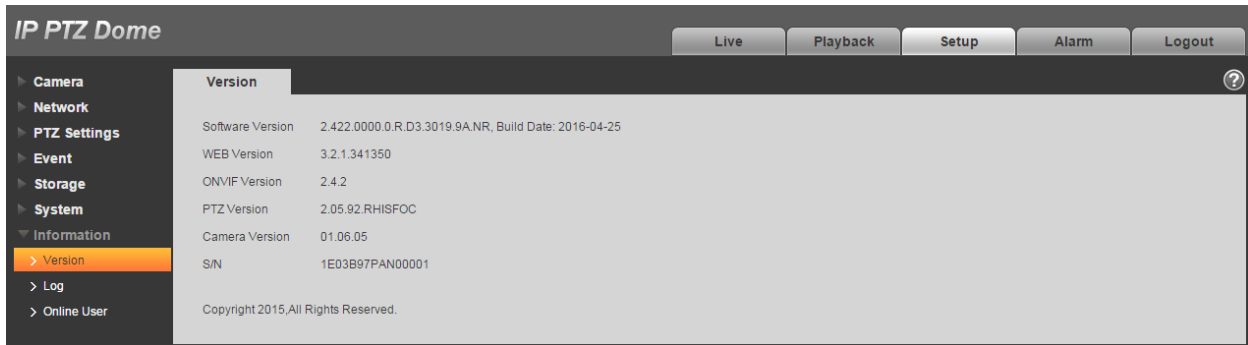 IP PTZ Dome
Live Playback Setup Alarm Logout
Camera
Network
PTZ Settings
Event
Storage
System
Information
> Version
> Log
> Online User
Version
?
Software Version 2.422.0000.0.R.D3.3019.9A.NR, Build Date: 2016-04-25
WEB Version 3.2.1.341350
ONVIF Version 2.4.2
PTZ Version 2.05.92.RHISFOC
Camera Version 01.06.05
S/N 1E03B97PAN00001
Copyright 2015,All Rights Reserved.